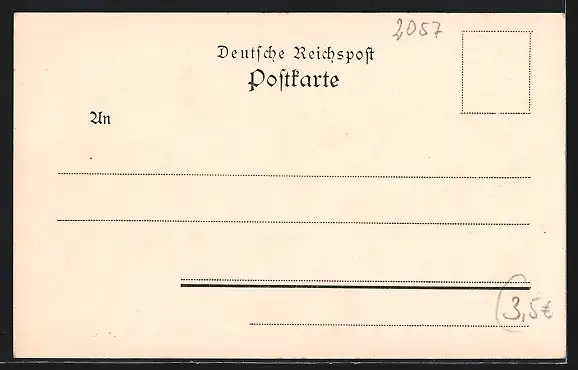 2057
Deutsche Reichspost
Postkarte
An
3,5€